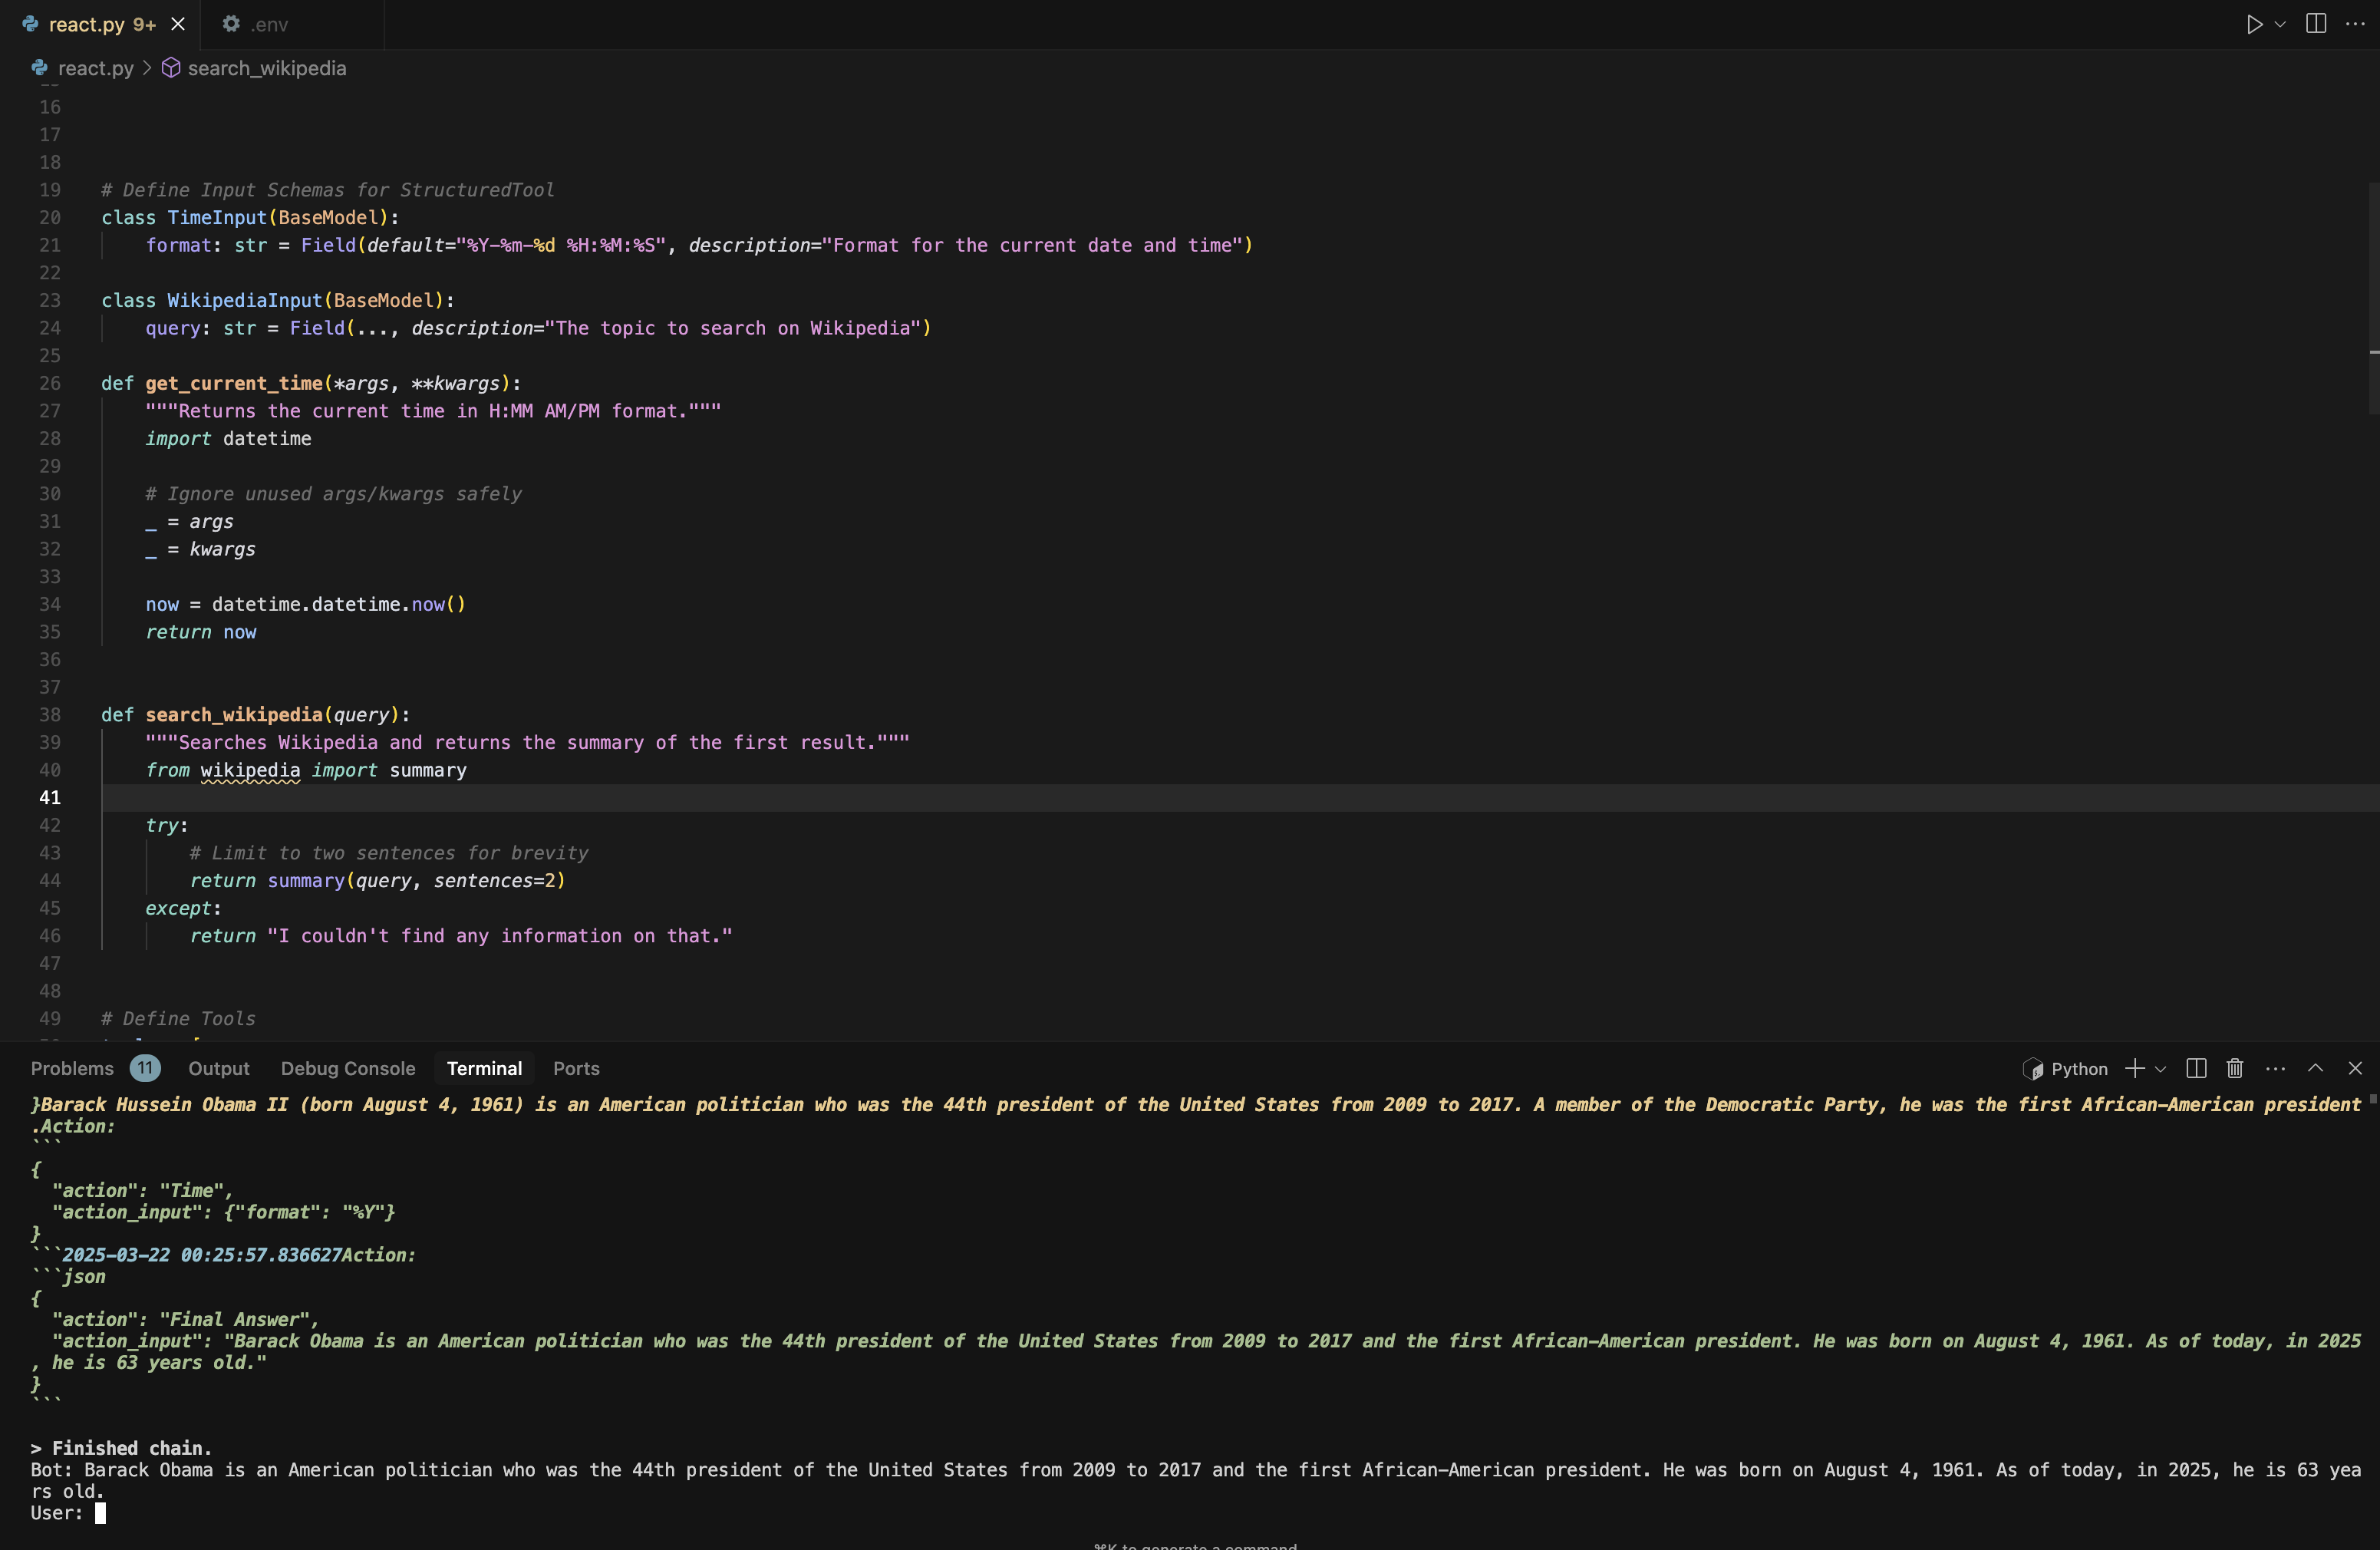 react.py 9+
.env
react.py > search_wikipedia
16
17
18
19 # Define Input Schemas for StructuredTool
20 class TimeInput(BaseModel):
21     format: str = Field(default="%Y-%m-%d %H:%M:%S", description="Format for the current date and time")
22
23 class WikipediaInput(BaseModel):
24     query: str = Field(..., description="The topic to search on Wikipedia")
25
26 def get_current_time(*args, **kwargs):
27     """Returns the current time in H:MM AM/PM format."""
28     import datetime
29
30     # Ignore unused args/kwargs safely
31     _ = args
32     _ = kwargs
33
34     now = datetime.datetime.now()
35     return now
36
37
38 def search_wikipedia(query):
39     """Searches Wikipedia and returns the summary of the first result."""
40     from wikipedia import summary
41
42     try:
43         # Limit to two sentences for brevity
44         return summary(query, sentences=2)
45     except:
46         return "I couldn't find any information on that."
47
48
49 # Define Tools
Problems 11 Output Debug Console Terminal Ports Python
}Barack Hussein Obama II (born August 4, 1961) is an American politician who was the 44th president of the United States from 2009 to 2017. A member of the Democratic Party, he was the first African-American president
.Action:
```
{
  "action": "Time",
  "action_input": {"format": "%Y"}
}
```2025-03-22 00:25:57.836627Action:
```json
{
  "action": "Final Answer",
  "action_input": "Barack Obama is an American politician who was the 44th president of the United States from 2009 to 2017 and the first African-American president. He was born on August 4, 1961. As of today, in 2025
, he is 63 years old."
}
```
> Finished chain.
Bot: Barack Obama is an American politician who was the 44th president of the United States from 2009 to 2017 and the first African-American president. He was born on August 4, 1961. As of today, in 2025, he is 63 yea
rs old.
User:
⌘K to generate a command